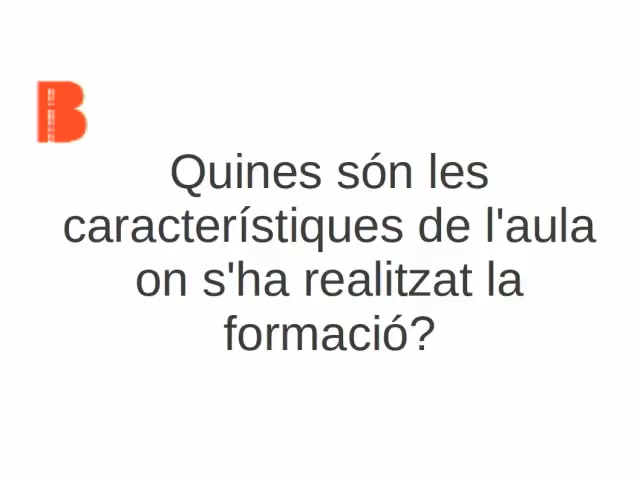 B
Quines són les
característiques de l'aula
on s'ha realitzat la
formació?